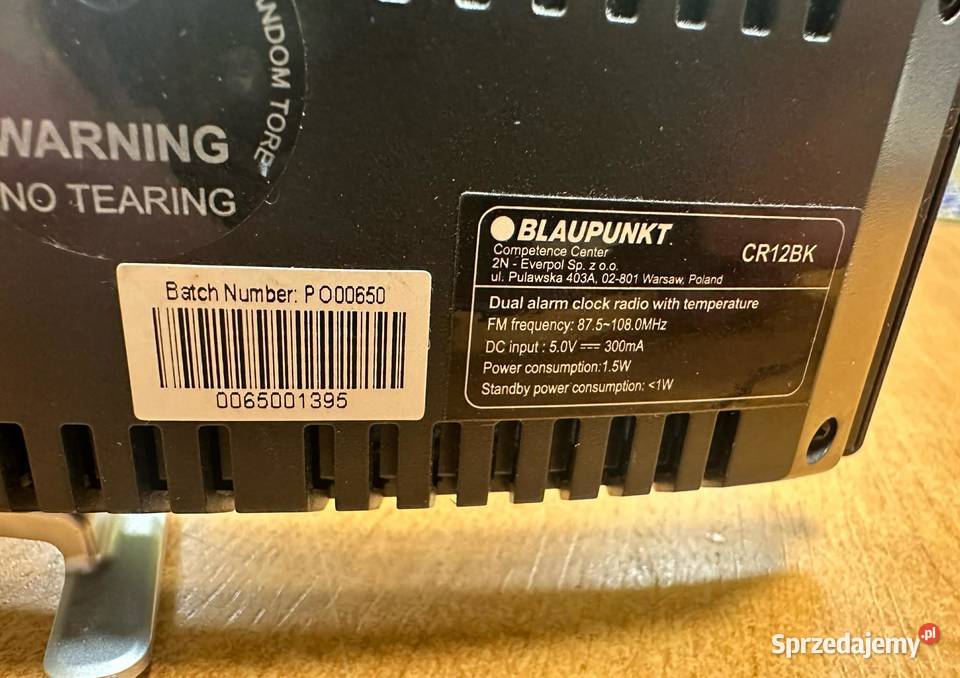 ANDOM TORE
WARNING
NO TEARING
Batch Number: PO00650
0065001395
BLAUPUNKT
CR12BK
Competence Center
2N - Everpol Sp. z o.o.
ul. Pulawska 403A, 02-801 Warsaw, Poland
Dual alarm clock radio with temperature
FM frequency: 87.5~108.0MHz
DC input : 5.0V ⎓ 300mA
Power consumption:1.5W
Standby power consumption: <1W
Sprzedajemy.pl